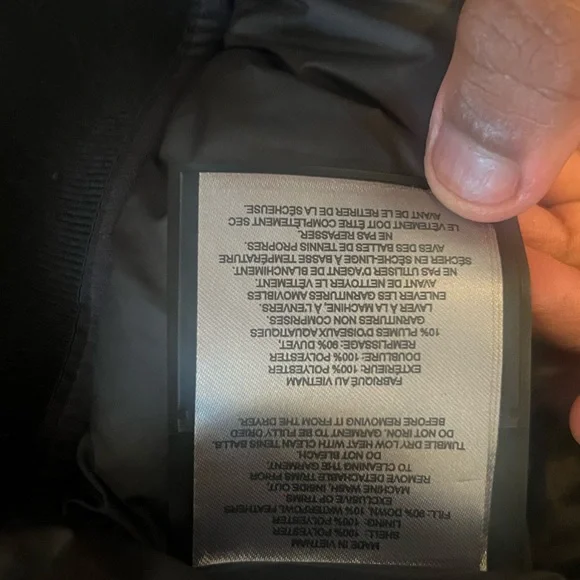 MADE IN VIETNAM
SHELL: 100% POLYESTER
LINING: 100% POLYESTER
FILL: 90% DOWN, 10% WATERFOWL FEATHERS
EXCLUSIVE OF TRIMS
MACHINE WASH, INSIDE OUT,
REMOVE DETACHABLE TRIMS PRIOR
TO CLEANING THE GARMENT.
DO NOT BLEACH.
TUMBLE DRY LOW HEAT WITH CLEAN TENNIS BALLS.
DO NOT IRON. GARMENT TO BE FULLY DRIED
BEFORE REMOVING IT FROM THE DRYER.
FABRIQUÉ AU VIETNAM
EXTÉRIEUR: 100% POLYESTER
DOUBLURE: 100% POLYESTER
REMPLISSAGE: 90% DUVET,
10% PLUMES D'OISEAUX AQUATIQUES
GARNITURES NON COMPRISES.
LAVER À LA MACHINE, À L'ENVERS.
ENLEVER LES GARNITURES AMOVIBLES
AVANT DE NETTOYER LE VÊTEMENT.
NE PAS UTILISER D'AGENT DE BLANCHIMENT.
SÉCHER EN SÈCHE-LINGE À BASSE TEMPÉRATURE
AVES DES BALLES DE TENNIS PROPRES.
NE PAS REPASSER.
LE VÊTEMENT DOIT ÊTRE COMPLÈTEMENT SEC
AVANT DE LE RETIRER DE LA SÉCHEUSE.